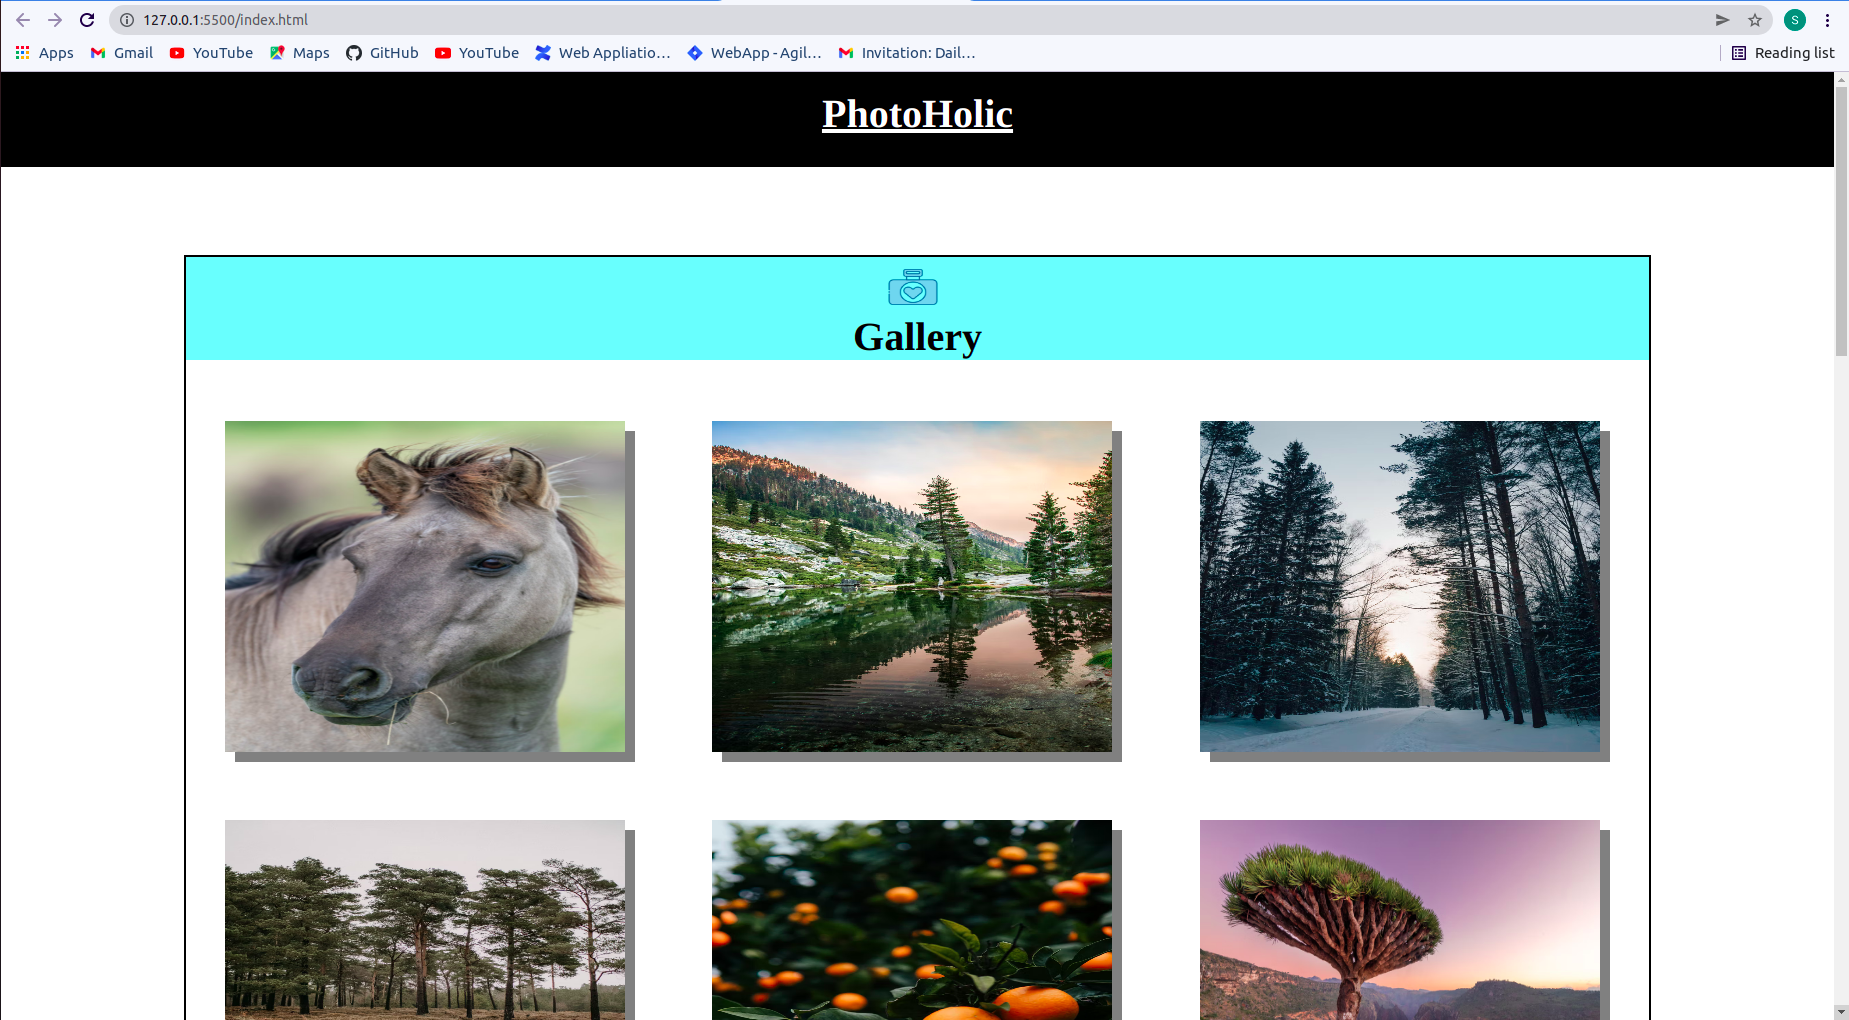 127.0.0.1:5500/index.html
S
Apps Gmail YouTube Maps GitHub YouTube Web Appliatio... WebApp - Agil... Invitation: Dail... Reading list
PhotoHolic
Gallery